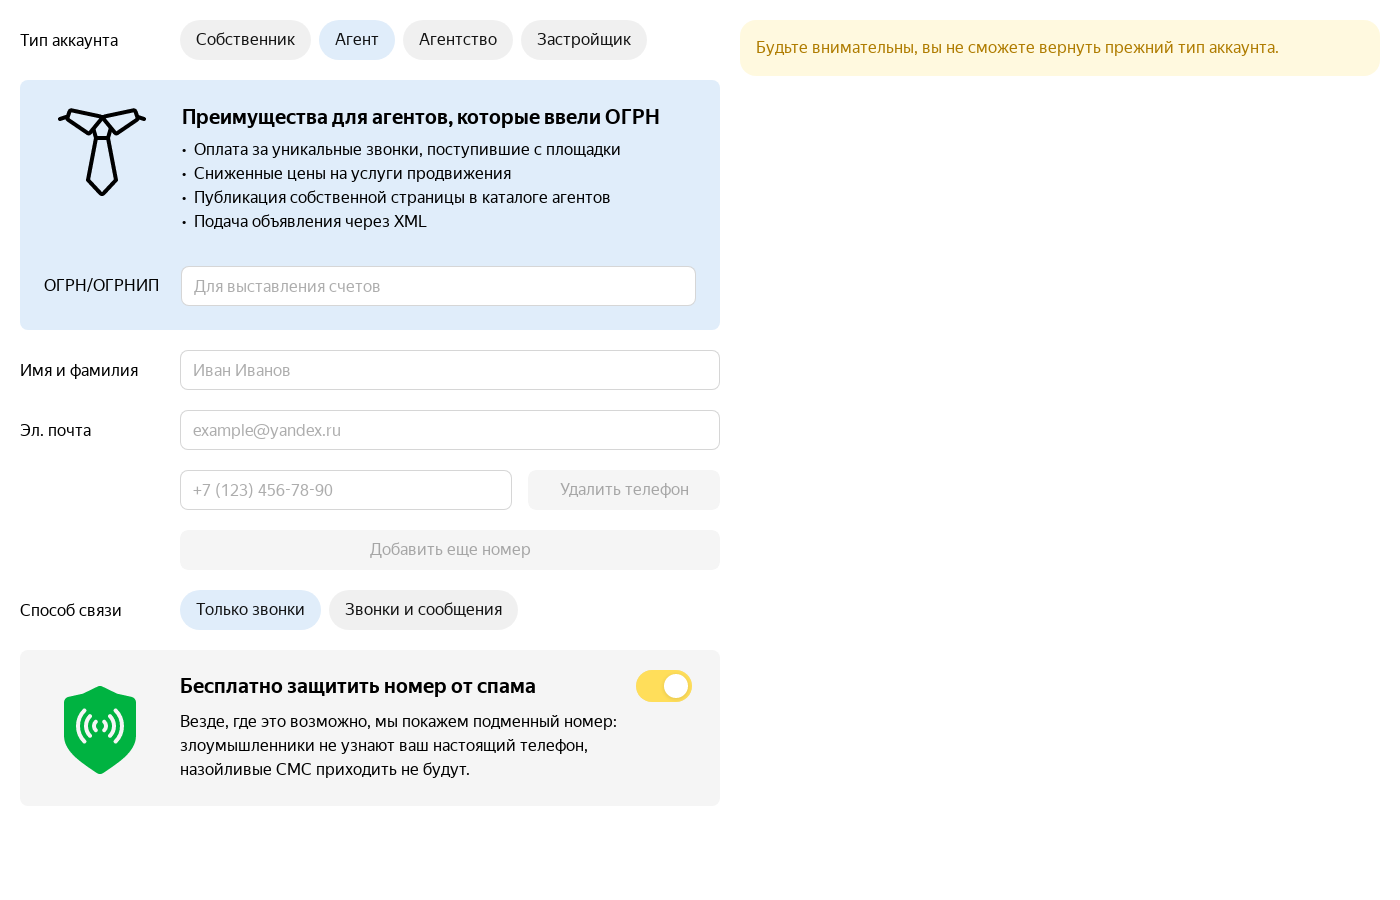 Тип аккаунта
Собственник
Агент
Агентство
Застройщик
Будьте внимательны, вы не сможете вернуть прежний тип аккаунта.
Преимущества для агентов, которые ввели ОГРН
• Оплата за уникальные звонки, поступившие с площадки
• Сниженные цены на услуги продвижения
• Публикация собственной страницы в каталоге агентов
• Подача объявления через XML
ОГРН/ОГРНИП
Для выставления счетов
Имя и фамилия
Иван Иванов
Эл. почта
example@yandex.ru
+7 (123) 456-78-90
Удалить телефон
Добавить еще номер
Способ связи
Только звонки
Звонки и сообщения
Бесплатно защитить номер от спама
Везде, где это возможно, мы покажем подменный номер:
злоумышленники не узнают ваш настоящий телефон,
назойливые СМС приходить не будут.